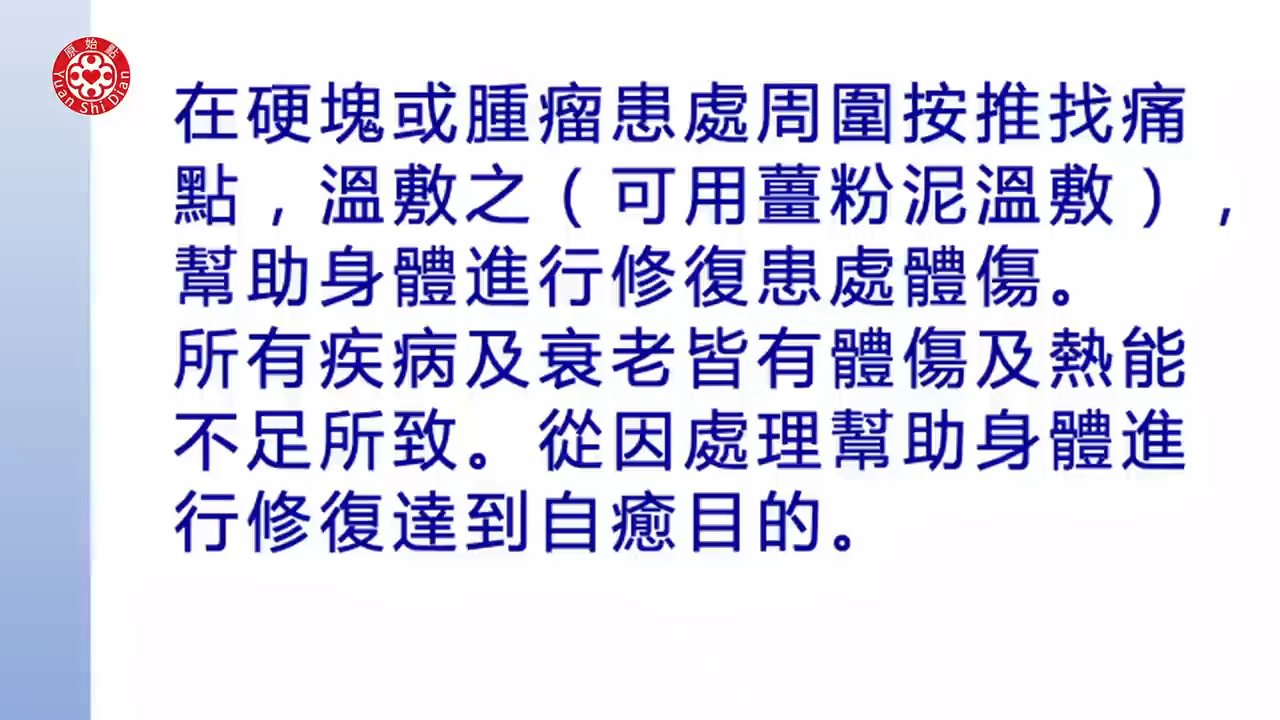 原始點
Yuan Shi Dian
在硬塊或腫瘤患處周圍按推找痛
點，溫敷之（可用薑粉泥溫敷），
幫助身體進行修復患處體傷。
所有疾病及衰老皆有體傷及熱能
不足所致。從因處理幫助身體進
行修復達到自癒目的。